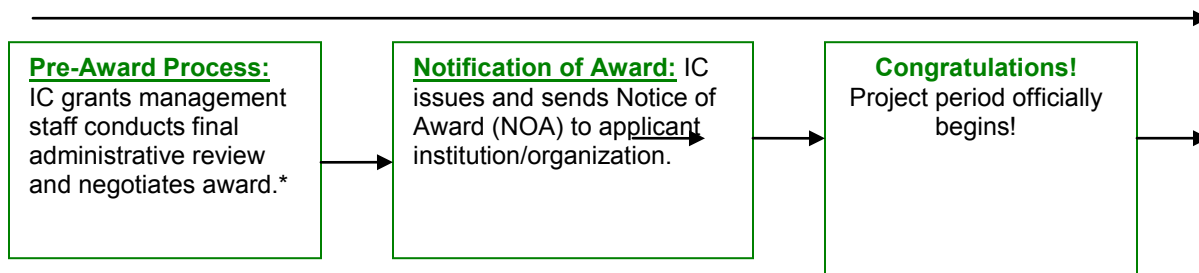 Pre-Award Process:
IC grants management
staff conducts final
administrative review
and negotiates award.*
Notification of Award: IC
issues and sends Notice of
Award (NOA) to applicant
institution/organization.
Congratulations!
Project period officially
begins!